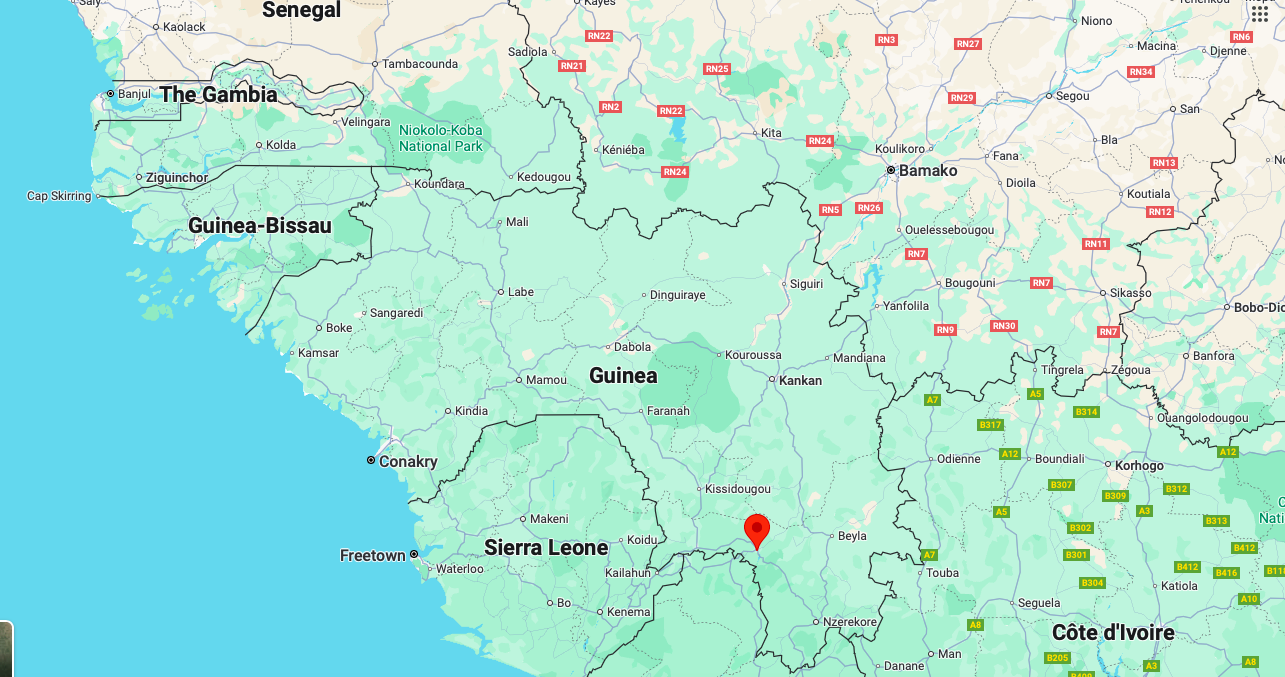 Saly
Senegal
Kayes
Kaolack
Niono
RN22
RN3
RN27
RN6
Macina
Djenne
Sadiola
Tambacounda
RN21
RN25
RN34
Banjul
The Gambia
RN2
RN22
RN29
Segou
San
Velingara
Niokolo-Koba
National Park
Kita
RN24
Bla
Kolda
Kéniéba
Koulikoro
Fana
RN13
RN24
Bamako
Ziguinchor
Koundara
Kedougou
Dioila
Koutiala
Cap Skirring
RN5
RN26
RN12
Guinea-Bissau
Mali
Ouelessebougou
RN11
RN7
Labe
Dinguiraye
Siguiri
Bougouni
RN7
Sikasso
Sangaredi
Yanfolila
Boke
RN9
RN30
RN7
Kamsar
Dabola
Kouroussa
Mandiana
Banfora
Guinea
Mamou
Kankan
Tingrela
Zégoua
A7
A5
Kindia
Faranah
B314
Ouangolodougou
B317
Conakry
A12
Odienne
A12
Boundiali
Korhogo
Kissidougou
B307
B309
B312
A5
A3
B313
Makeni
Sierra Leone
Koidu
Beyla
B302
Freetown
A7
B301
B412
Waterloo
Kailahun
Touba
B412
B416
B304
Katiola
Bo
Kenema
Seguela
A10
Nzerekore
A8
Côte d'Ivoire
Man
B205
Danane
A3
A8